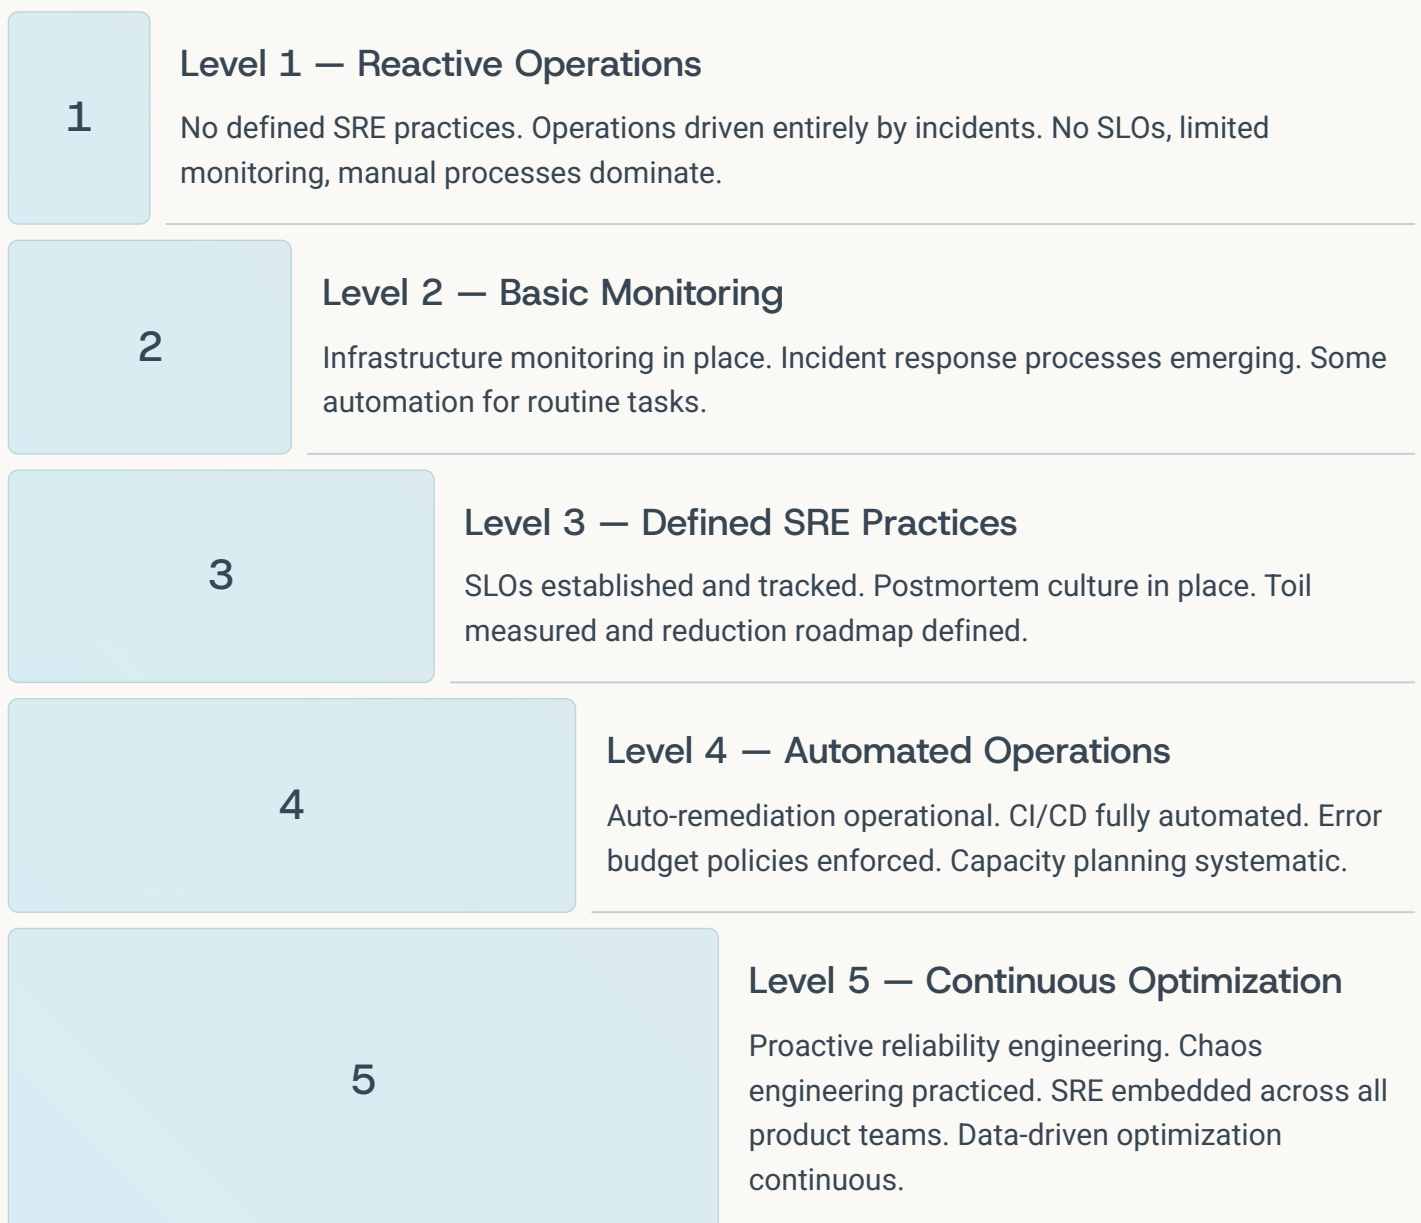 1
Level 1 — Reactive Operations
No defined SRE practices. Operations driven entirely by incidents. No SLOs, limited
monitoring, manual processes dominate.
2
Level 2 — Basic Monitoring
Infrastructure monitoring in place. Incident response processes emerging. Some
automation for routine tasks.
3
Level 3 — Defined SRE Practices
SLOs established and tracked. Postmortem culture in place. Toil
measured and reduction roadmap defined.
4
Level 4 — Automated Operations
Auto-remediation operational. CI/CD fully automated. Error
budget policies enforced. Capacity planning systematic.
5
Level 5 — Continuous Optimization
Proactive reliability engineering. Chaos
engineering practiced. SRE embedded across all
product teams. Data-driven optimization
continuous.